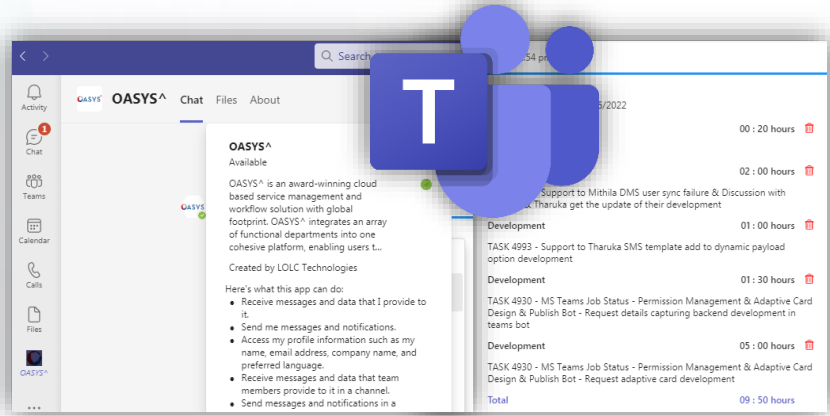 Search
54 pm
T
Activity
1
Chat
Teams
Calendar
Calls
Files
OASYS^
OASYS
OASYS^ Chat Files About
OASYS
OASYS^
Available
OASYS^ is an award-winning cloud
based service management and
workflow solution with global
footprint. OASYS^ integrates an array
of functional departments into one
cohesive platform, enabling users t...
Created by LOLC Technologies
Here's what this app can do:
• Receive messages and data that I provide to
it.
• Send me messages and notifications.
• Access my profile information such as my
name, email address, company name, and
preferred language.
• Receive messages and data that team
members provide to it in a channel.
• Send messages and notifications in a
5/2022
00 : 20 hours
02 : 00 hours
Support to Mithila DMS user sync failure & Discussion with
& Tharuka get the update of their development
Development 01 : 00 hours
TASK 4993 - Support to Tharuka SMS template add to dynamic payload
option development
Development 01 : 30 hours
TASK 4930 - MS Teams Job Status - Permission Management & Adaptive Card
Design & Publish Bot - Request details capturing backend development in
teams bot
Development 05 : 00 hours
TASK 4930 - MS Teams Job Status - Permission Management & Adaptive Card
Design & Publish Bot - Request adaptive card development
Total 09 : 50 hours